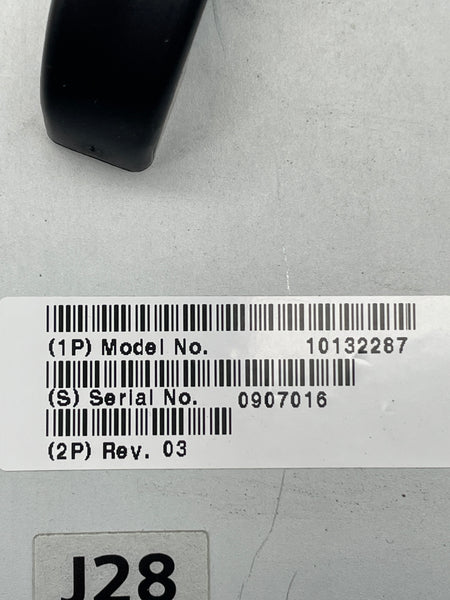 (1P) Model No. 10132287
(S) Serial No. 0907016
(2P) Rev. 03
J28